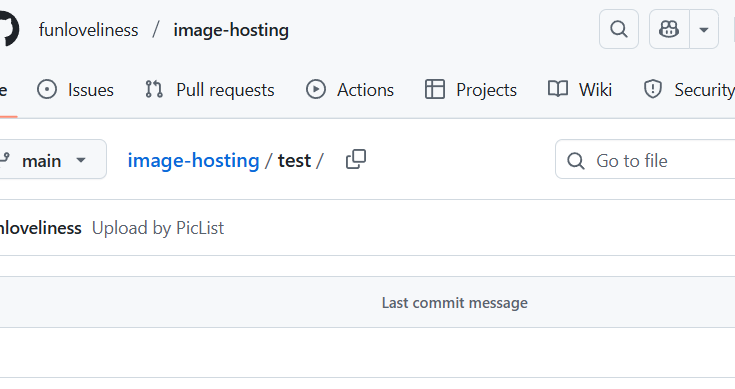 funloveliness / image-hosting
Issues Pull requests Actions Projects Wiki Security
main image-hosting / test / Go to file
loveliness Upload by PicList
Last commit message